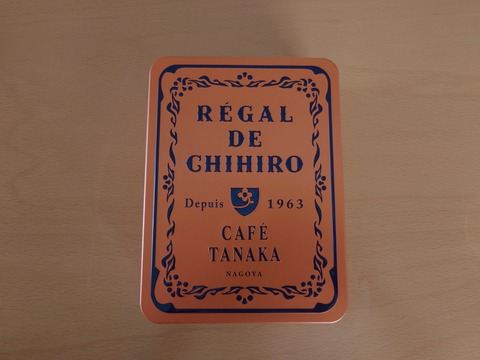 RÉGAL
DE
CHIHIRO
Depuis 1963
CAFÉ
TANAKA
NAGOYA